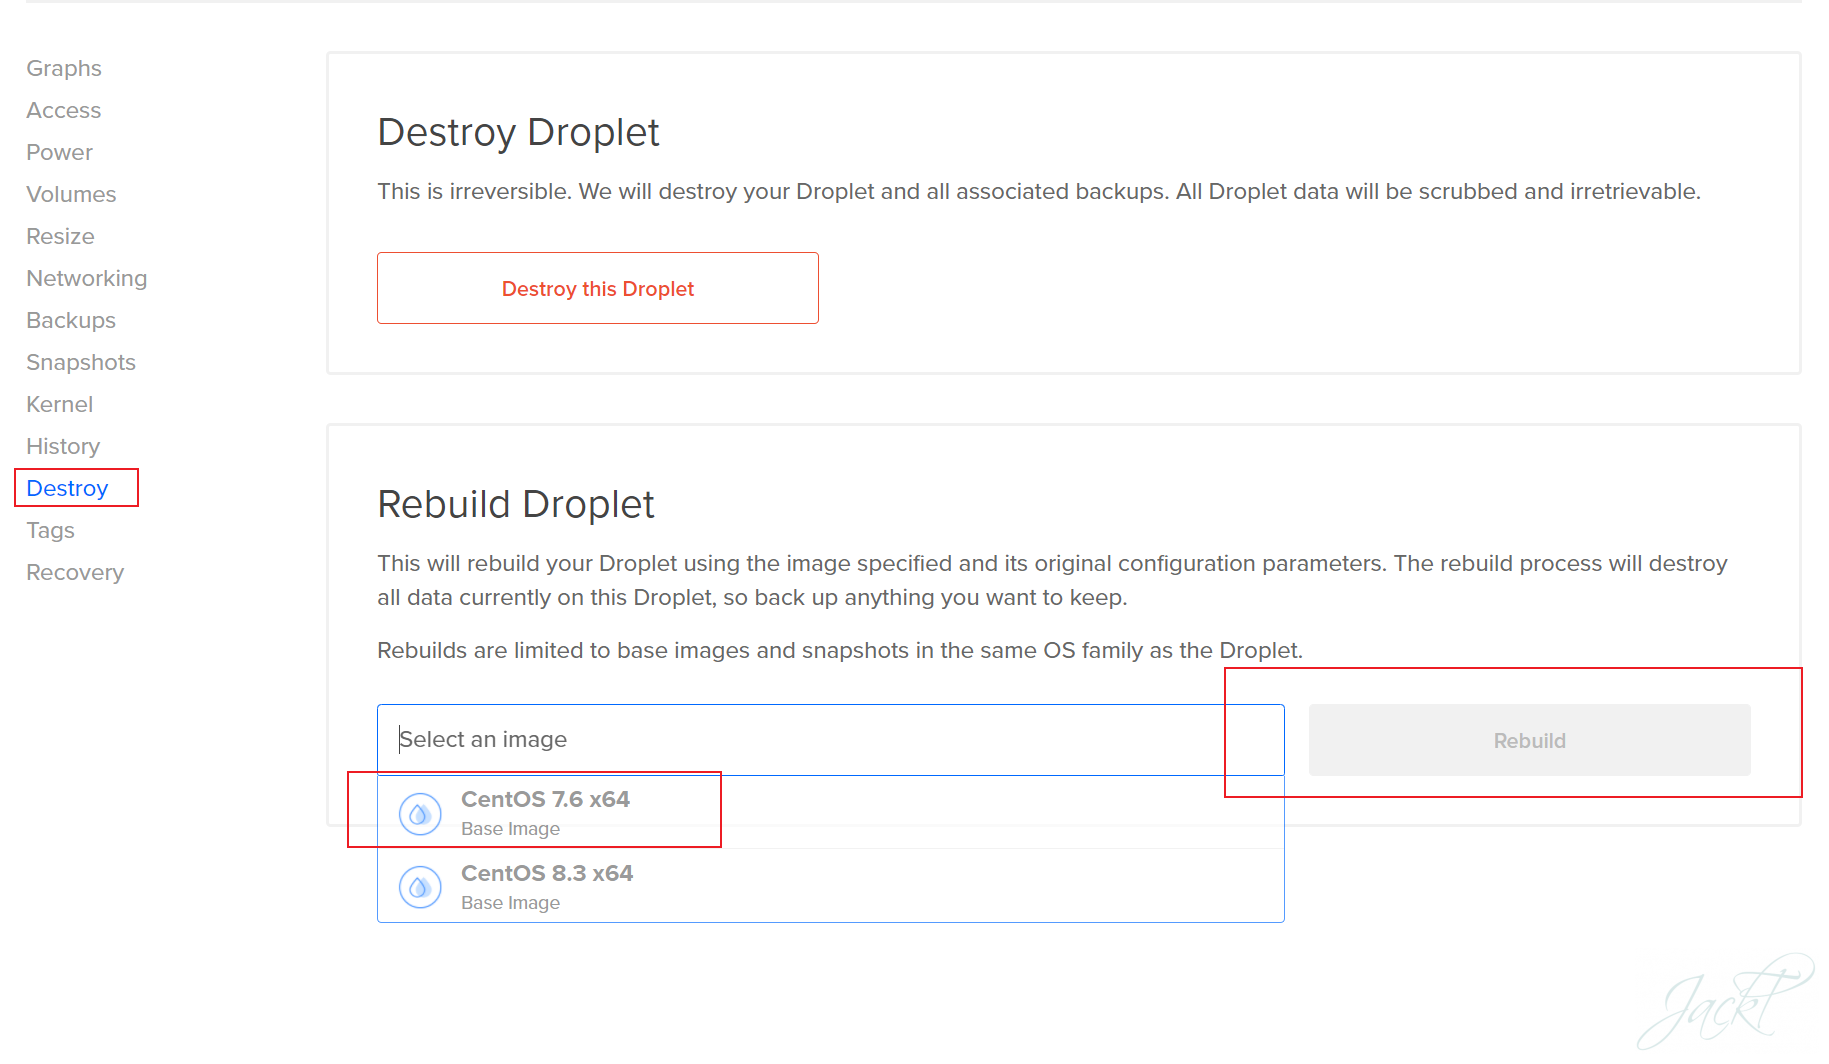 Graphs
Access
Power
Volumes
Resize
Networking
Backups
Snapshots
Kernel
History
Destroy
Tags
Recovery
Destroy Droplet
This is irreversible. We will destroy your Droplet and all associated backups. All Droplet data will be scrubbed and irretrievable.
Destroy this Droplet
Rebuild Droplet
This will rebuild your Droplet using the image specified and its original configuration parameters. The rebuild process will destroy
all data currently on this Droplet, so back up anything you want to keep.
Rebuilds are limited to base images and snapshots in the same OS family as the Droplet.
Select an image
Rebuild
CentOS 7.6 x64
Base Image
CentOS 8.3 x64
Base Image
JackT